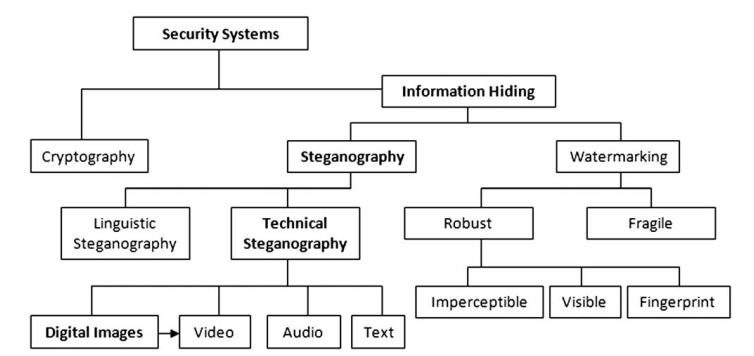 Security Systems
Information Hiding
Cryptography
Steganography
Watermarking
Linguistic
Steganography
Technical
Steganography
Robust
Fragile
Imperceptible
Visible
Fingerprint
Digital Images
Video
Audio
Text